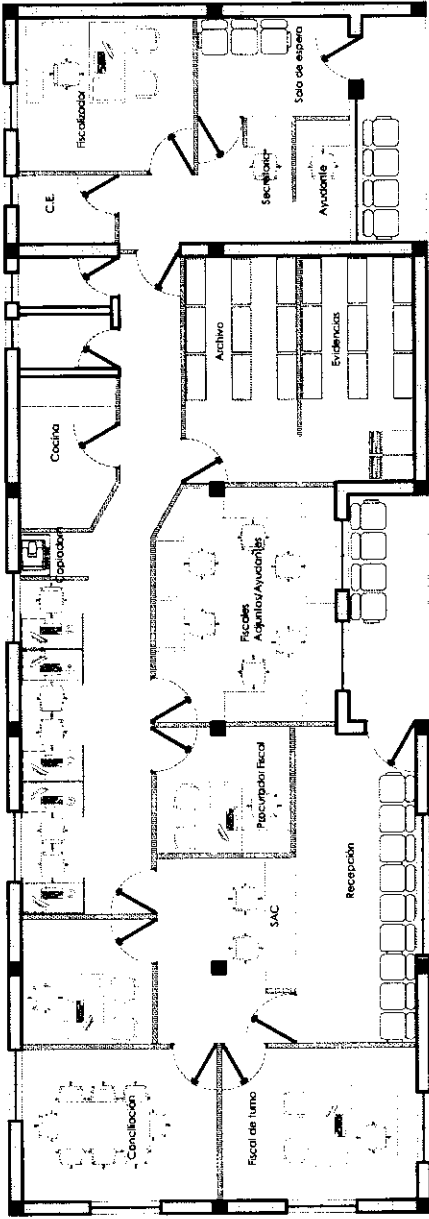 Conciliación
Fiscal de turno
SAC
Recepción
Procurador Fiscal
Fiscales
Adjuntos/Ayudantes
Copiadora
Cocina
Archivo
Evidencias
C.E.
Fiscalizador
Secretaria
Ayudante
Sala de espera